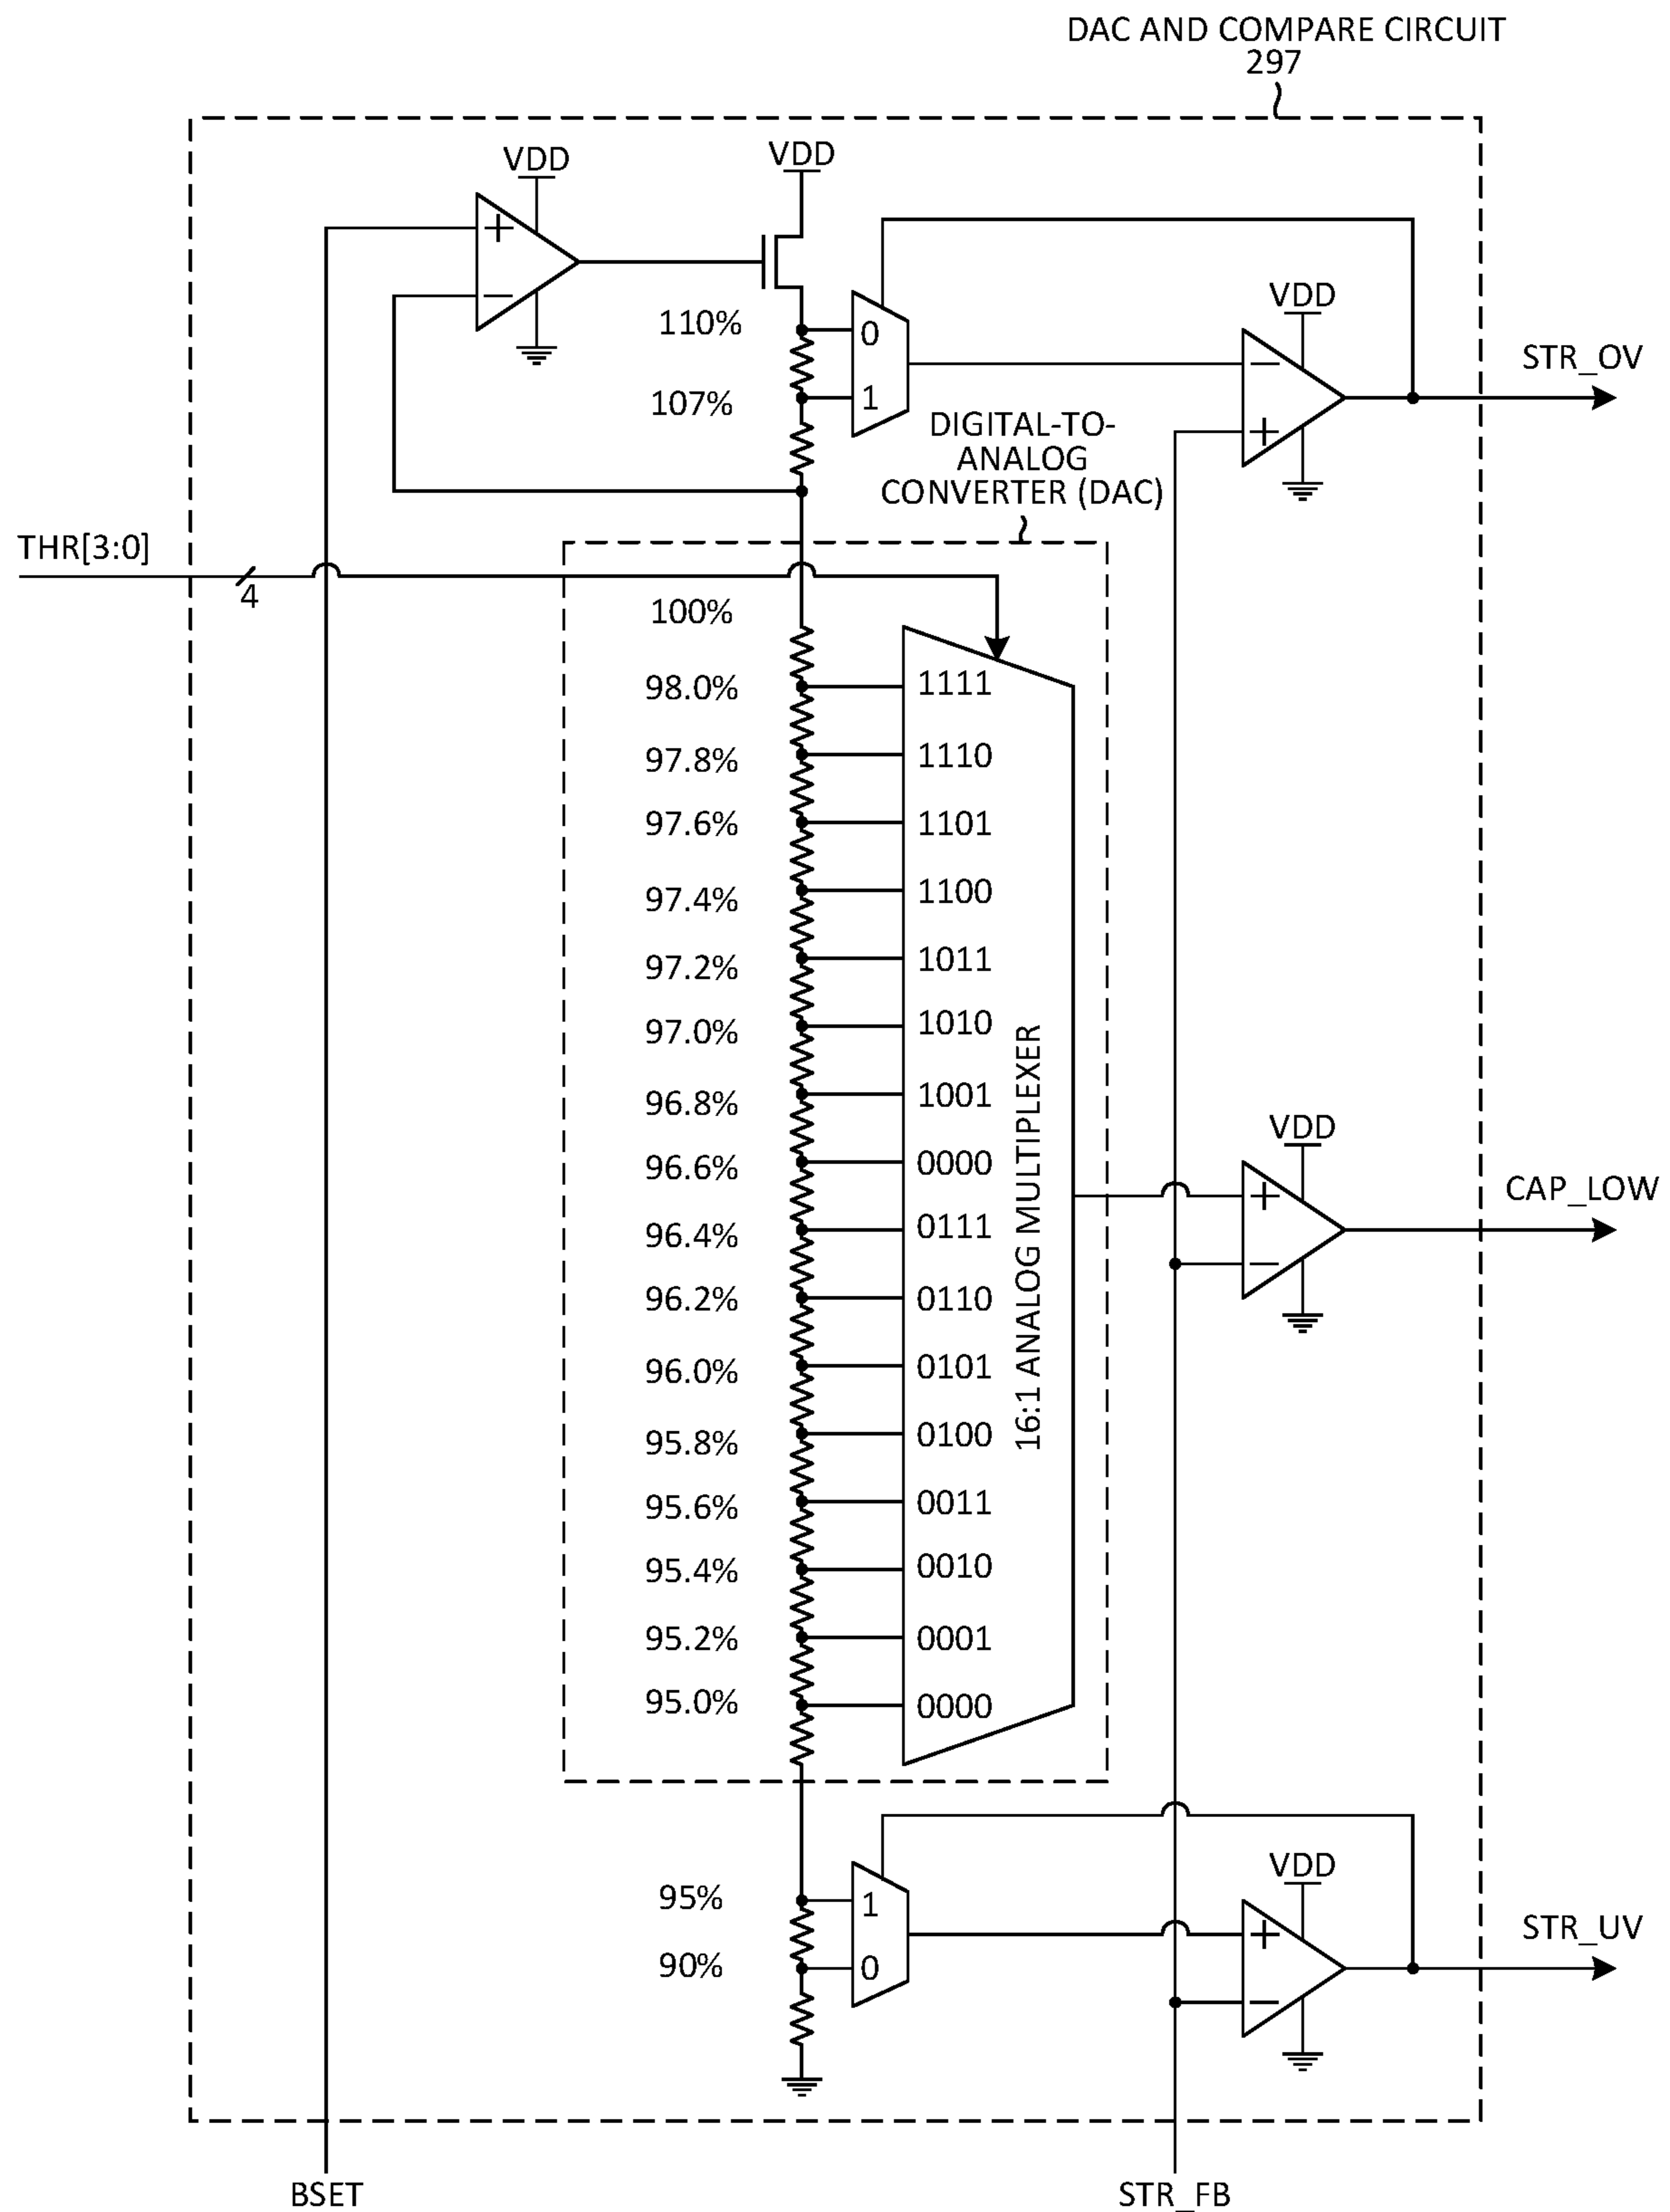 DAC AND COMPARE CIRCUIT
297
VDD
VDD
+
−
110%
0
107%
1
VDD
−
+
STR_OV
DIGITAL-TO-
ANALOG
CONVERTER (DAC)
THR[3:0]
4
100%
98.0% 1111
97.8% 1110
97.6% 1101
97.4% 1100
97.2% 1011
97.0% 1010
96.8% 1001
96.6% 0000
96.4% 0111
96.2% 0110
96.0% 0101
95.8% 0100
95.6% 0011
95.4% 0010
95.2% 0001
95.0% 0000
16:1 ANALOG MULTIPLEXER
VDD
+
−
CAP_LOW
95% 1
90% 0
VDD
+
−
STR_UV
BSET
STR_FB